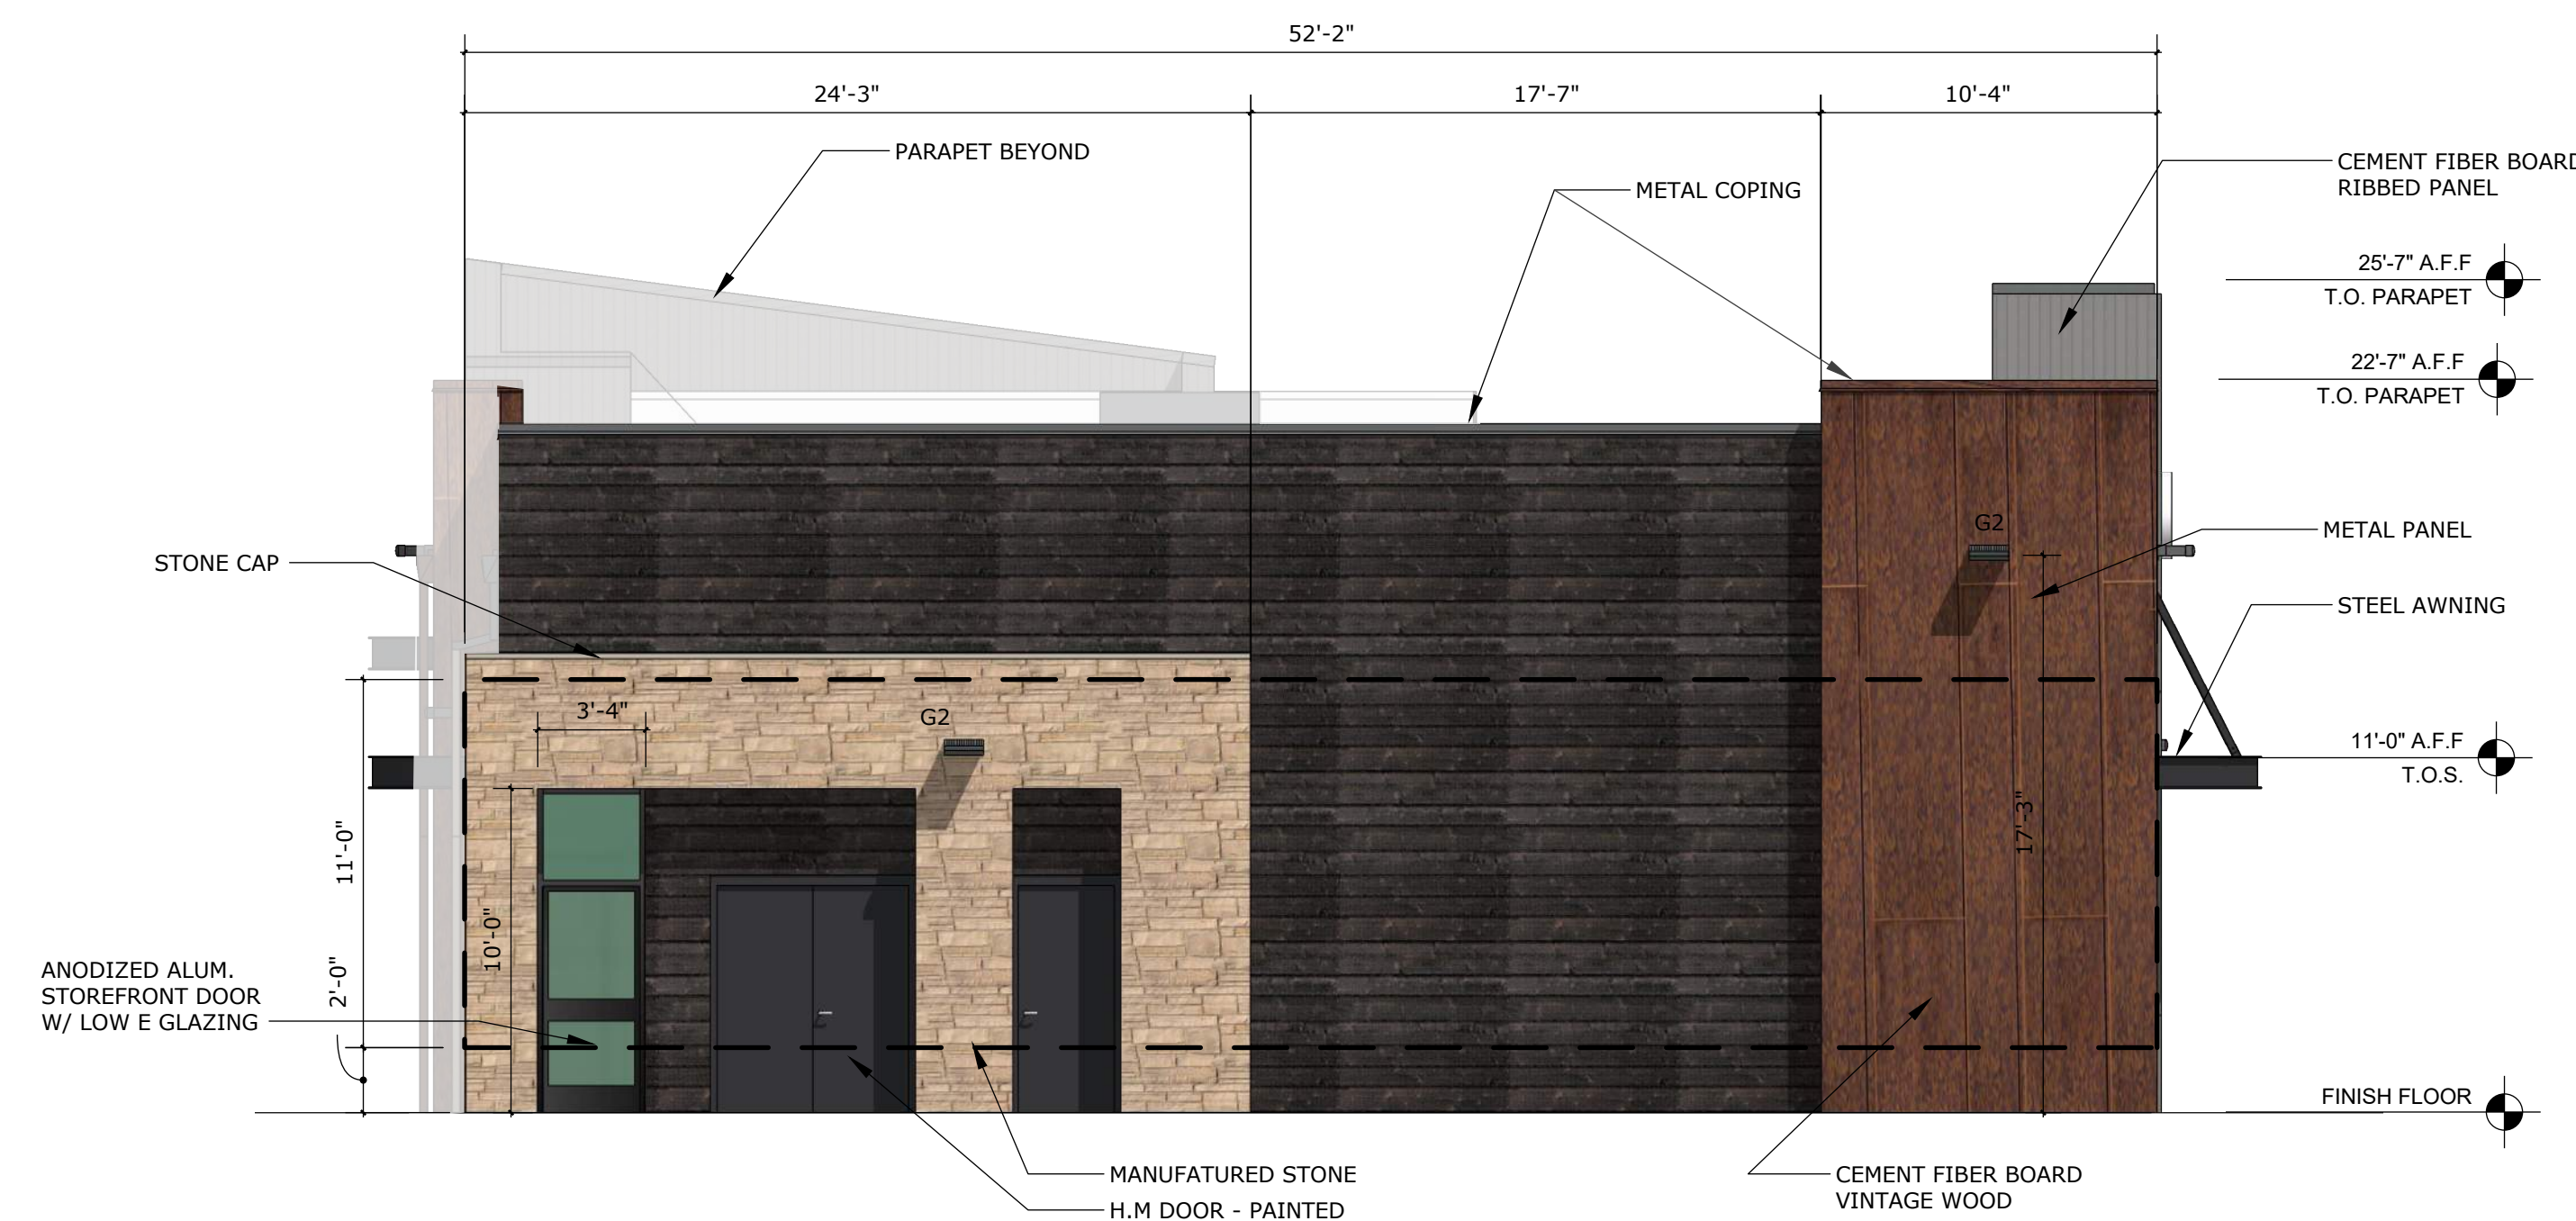 52'-2"
24'-3"
17'-7"
10'-4"
PARAPET BEYOND
METAL COPING
CEMENT FIBER BOARD
RIBBED PANEL
25'-7" A.F.F
T.O. PARAPET
22'-7" A.F.F
T.O. PARAPET
G2
METAL PANEL
STONE CAP
STEEL AWNING
3'-4"
G2
11'-0" A.F.F
T.O.S.
11'-0"
17'-3"
10'-0"
2'-0"
ANODIZED ALUM.
STOREFRONT DOOR
W/ LOW E GLAZING
FINISH FLOOR
MANUFATURED STONE
H.M DOOR - PAINTED
CEMENT FIBER BOARD
VINTAGE WOOD